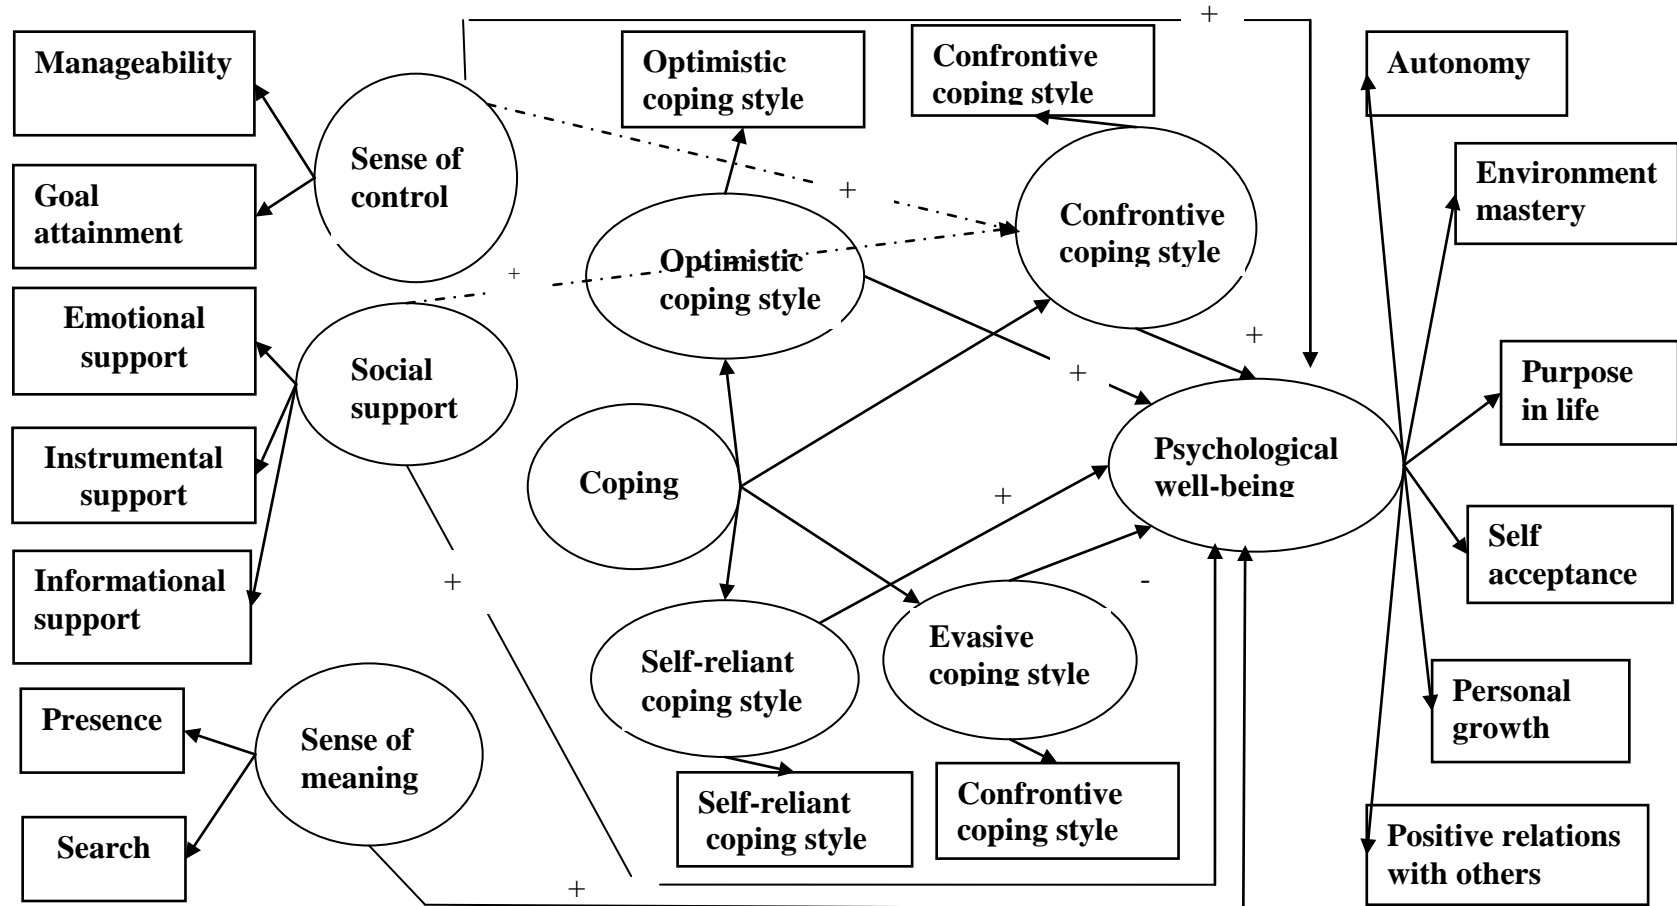 +
Manageability
Optimistic
coping style
Confrontive
coping style
Autonomy
Sense of
control
+
Environment
mastery
Goal
attainment
Confrontive
coping style
Optimistic
coping style
+
Emotional
support
+
Social
support
+
Purpose
in life
Instrumental
support
Coping
+
Psychological
well-being
Self
acceptance
Informational
support
+
-
Evasive
coping style
Self-reliant
coping style
Personal
growth
Presence
Sense of
meaning
Search
Self-reliant
coping style
Confrontive
coping style
Positive relations
with others
+